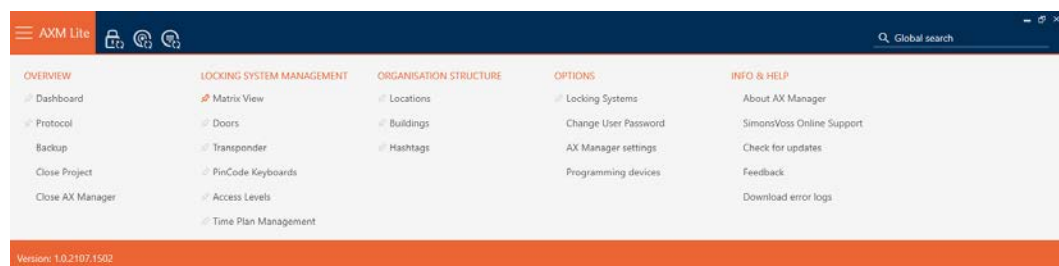 AXM Lite
Global search
OVERVIEW
Dashboard
Protocol
Backup
Close Project
Close AX Manager
LOCKING SYSTEM MANAGEMENT
Matrix View
Doors
Transponder
PinCode Keyboards
Access Levels
Time Plan Management
ORGANISATION STRUCTURE
Locations
Buildings
Hashtags
OPTIONS
Locking Systems
Change User Password
AX Manager settings
Programming devices
INFO & HELP
About AX Manager
SimonsVoss Online Support
Check for updates
Feedback
Download error logs
Version: 1.0.2107.1502